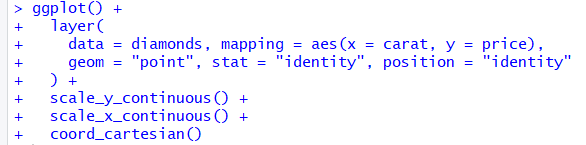 > ggplot() +
+   layer(
+     data = diamonds, mapping = aes(x = carat, y = price),
+     geom = "point", stat = "identity", position = "identity"
+   ) +
+   scale_y_continuous() +
+   scale_x_continuous() +
+   coord_cartesian()